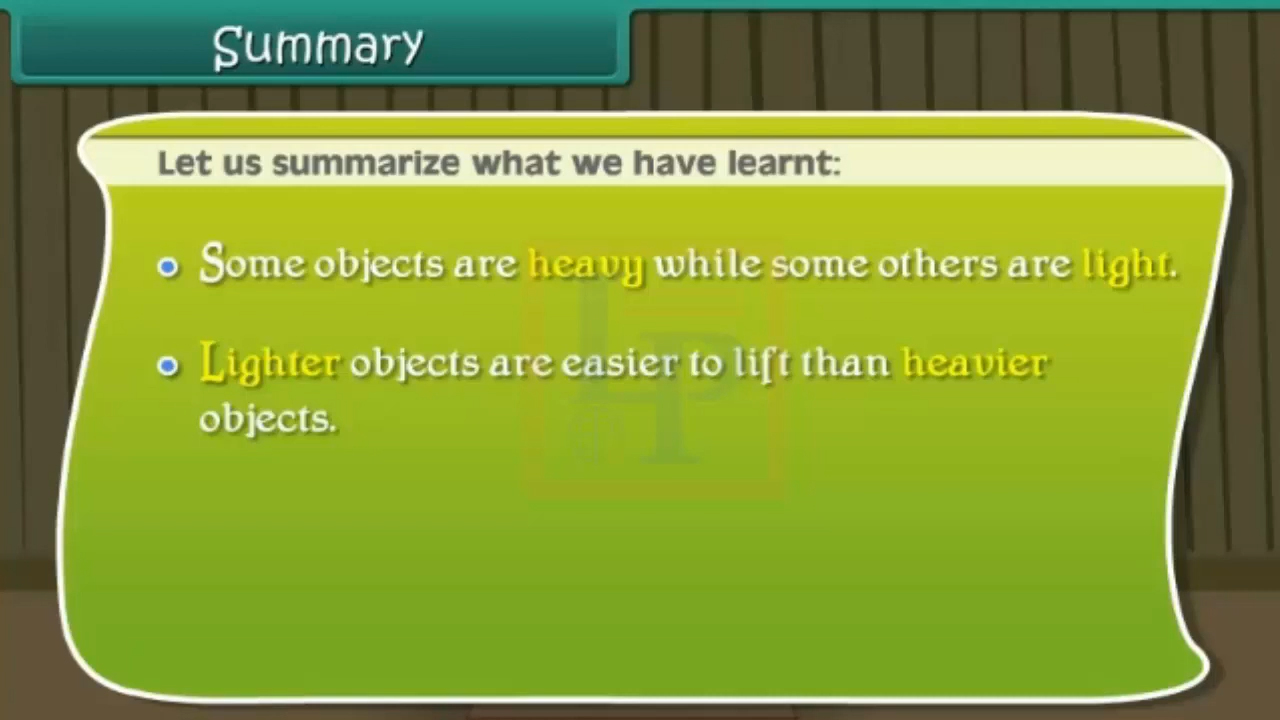 Summary
Let us summarize what we have learnt:
Some objects are heavy while some others are light.
Lighter objects are easier to lift than heavier
objects.
LP